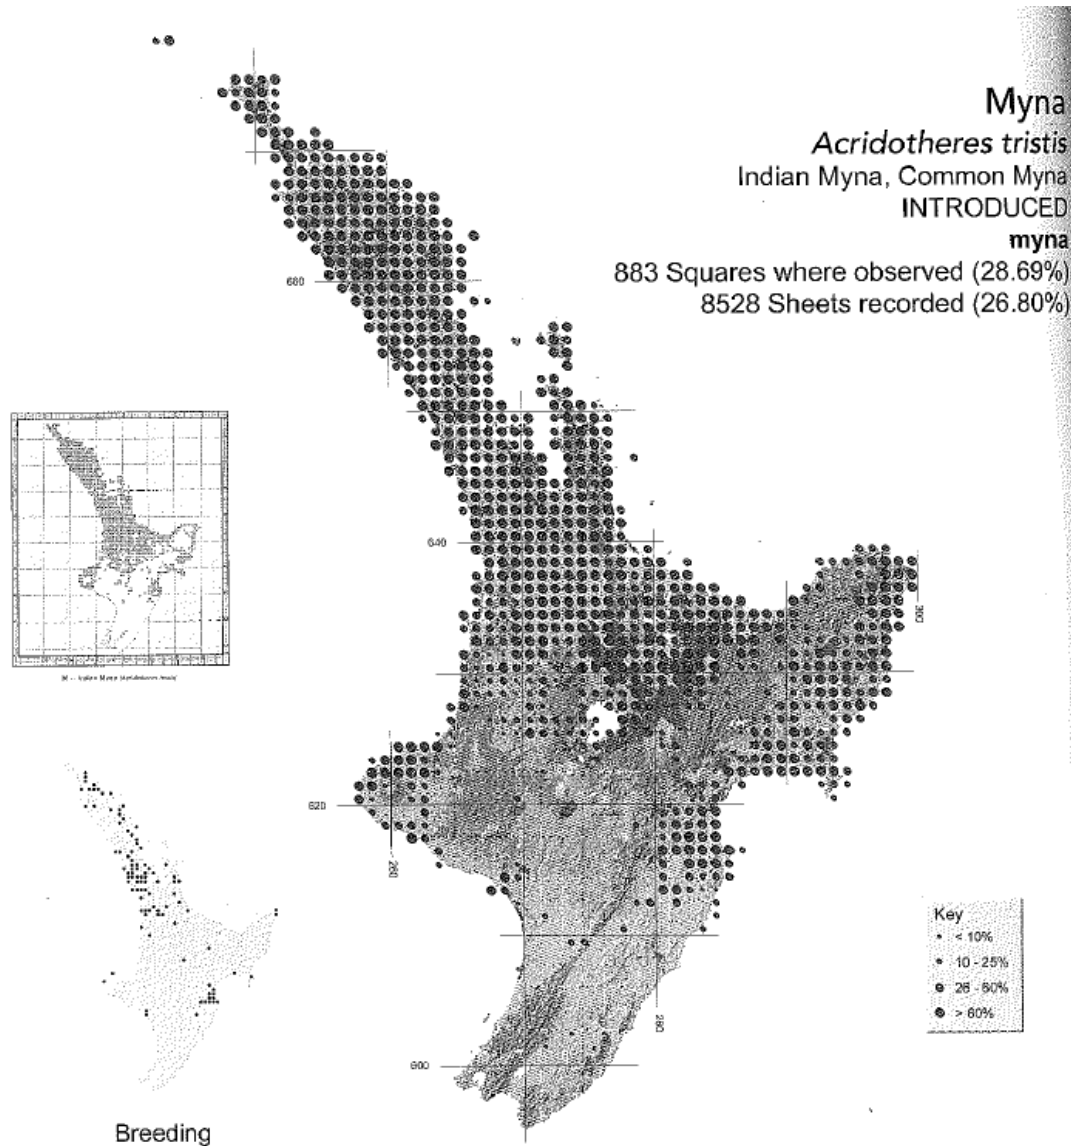 Myna
Acridotheres tristis
Indian Myna, Common Myna
INTRODUCED
myna
883 Squares where observed (28.69%)
8528 Sheets recorded (26.80%)
680
640
300
620
260
280
600
Key
< 10%
10 - 25%
26 - 60%
> 60%
Breeding